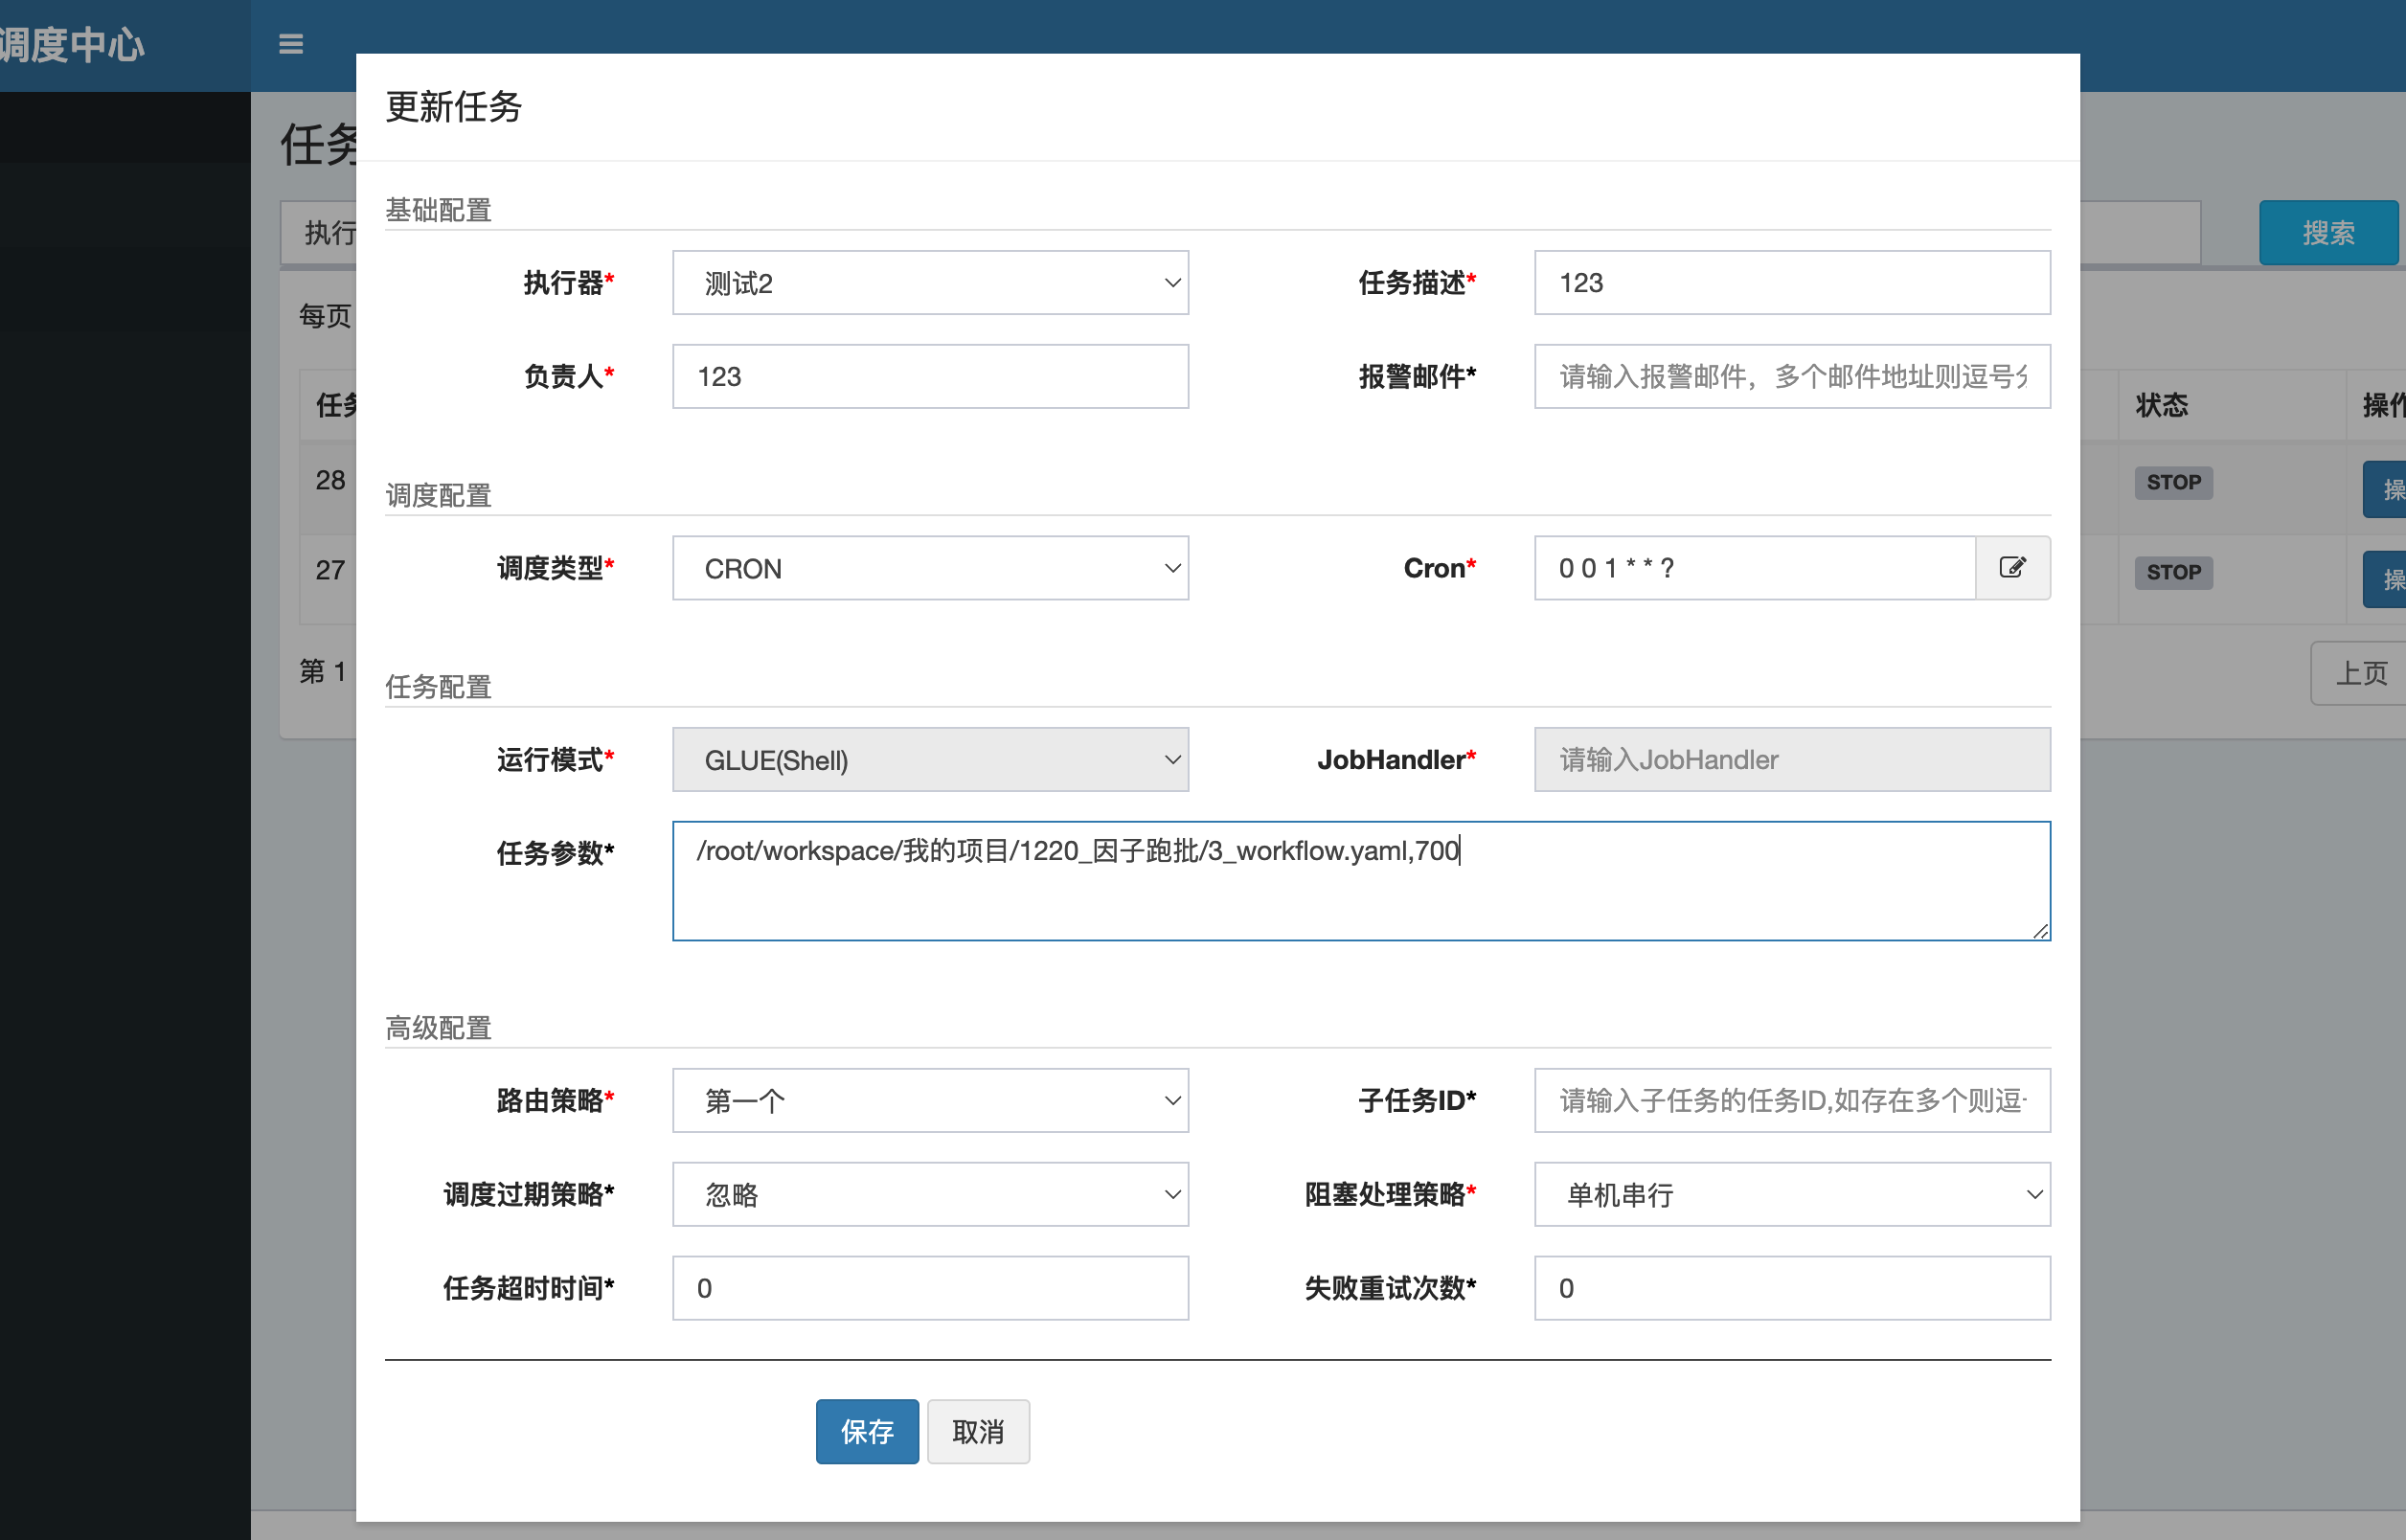 调度中心
更新任务
任务
基础配置
执行
搜索
执行器* 测试2 任务描述* 123
每页
负责人* 123 报警邮件* 请输入报警邮件，多个邮件地址则逗号分
任务 状态 操作
28 STOP 操
调度配置
调度类型* CRON Cron* 0 0 1 * * ?
27 STOP 操
第 1 上页
任务配置
运行模式* GLUE(Shell) JobHandler* 请输入JobHandler
任务参数* /root/workspace/我的项目/1220_因子跑批/3_workflow.yaml,700
高级配置
路由策略* 第一个 子任务ID* 请输入子任务的任务ID,如存在多个则逗
调度过期策略* 忽略 阻塞处理策略* 单机串行
任务超时时间* 0 失败重试次数* 0
保存 取消